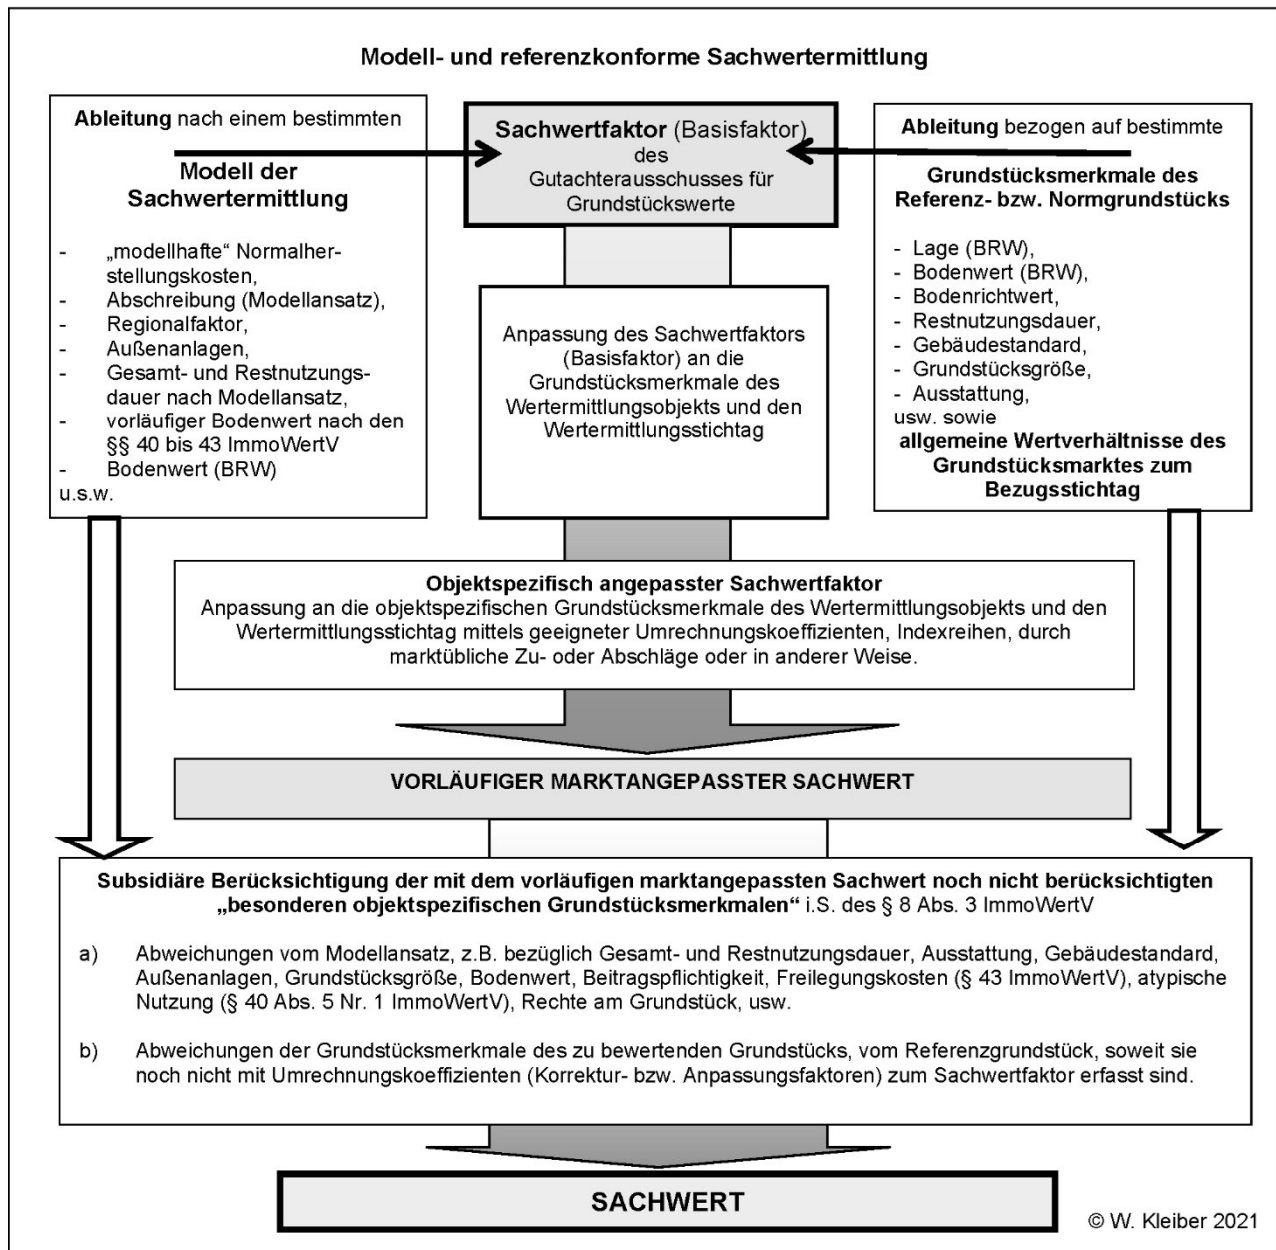 Modell- und referenzkonforme Sachwertermittlung
Ableitung nach einem bestimmten
Modell der
Sachwertermittlung
- „modellhafte“ Normalher-
stellungskosten,
- Abschreibung (Modellansatz),
- Regionalfaktor,
- Außenanlagen,
- Gesamt- und Restnutzungs-
dauer nach Modellansatz,
- vorläufiger Bodenwert nach den
§§ 40 bis 43 ImmoWertV
- Bodenwert (BRW)
u.s.w.
Sachwertfaktor (Basisfaktor)
des
Gutachterausschusses für
Grundstückswerte
Anpassung des Sachwertfaktors
(Basisfaktor) an die
Grundstücksmerkmale des
Wertermittlungsobjekts und den
Wertermittlungsstichtag
Ableitung bezogen auf bestimmte
Grundstücksmerkmale des
Referenz- bzw. Normgrundstücks
- Lage (BRW),
- Bodenwert (BRW),
- Bodenrichtwert,
- Restnutzungsdauer,
- Gebäudestandard,
- Grundstücksgröße,
- Ausstattung,
usw. sowie
allgemeine Wertverhältnisse des
Grundstücksmarktes zum
Bezugsstichtag
Objektspezifisch angepasster Sachwertfaktor
Anpassung an die objektspezifischen Grundstücksmerkmale des Wertermittlungsobjekts und den
Wertermittlungsstichtag mittels geeigneter Umrechnungskoeffizienten, Indexreihen, durch
marktübliche Zu- oder Abschläge oder in anderer Weise.
VORLÄUFIGER MARKTANGEPASSTER SACHWERT
Subsidiäre Berücksichtigung der mit dem vorläufigen marktangepassten Sachwert noch nicht berücksichtigten
„besonderen objektspezifischen Grundstücksmerkmalen“ i.S. des § 8 Abs. 3 ImmoWertV
a) Abweichungen vom Modellansatz, z.B. bezüglich Gesamt- und Restnutzungsdauer, Ausstattung, Gebäudestandard,
Außenanlagen, Grundstücksgröße, Bodenwert, Beitragspflichtigkeit, Freilegungskosten (§ 43 ImmoWertV), atypische
Nutzung (§ 40 Abs. 5 Nr. 1 ImmoWertV), Rechte am Grundstück, usw.
b) Abweichungen der Grundstücksmerkmale des zu bewertenden Grundstücks, vom Referenzgrundstück, soweit sie
noch nicht mit Umrechnungskoeffizienten (Korrektur- bzw. Anpassungsfaktoren) zum Sachwertfaktor erfasst sind.
SACHWERT
© W. Kleiber 2021